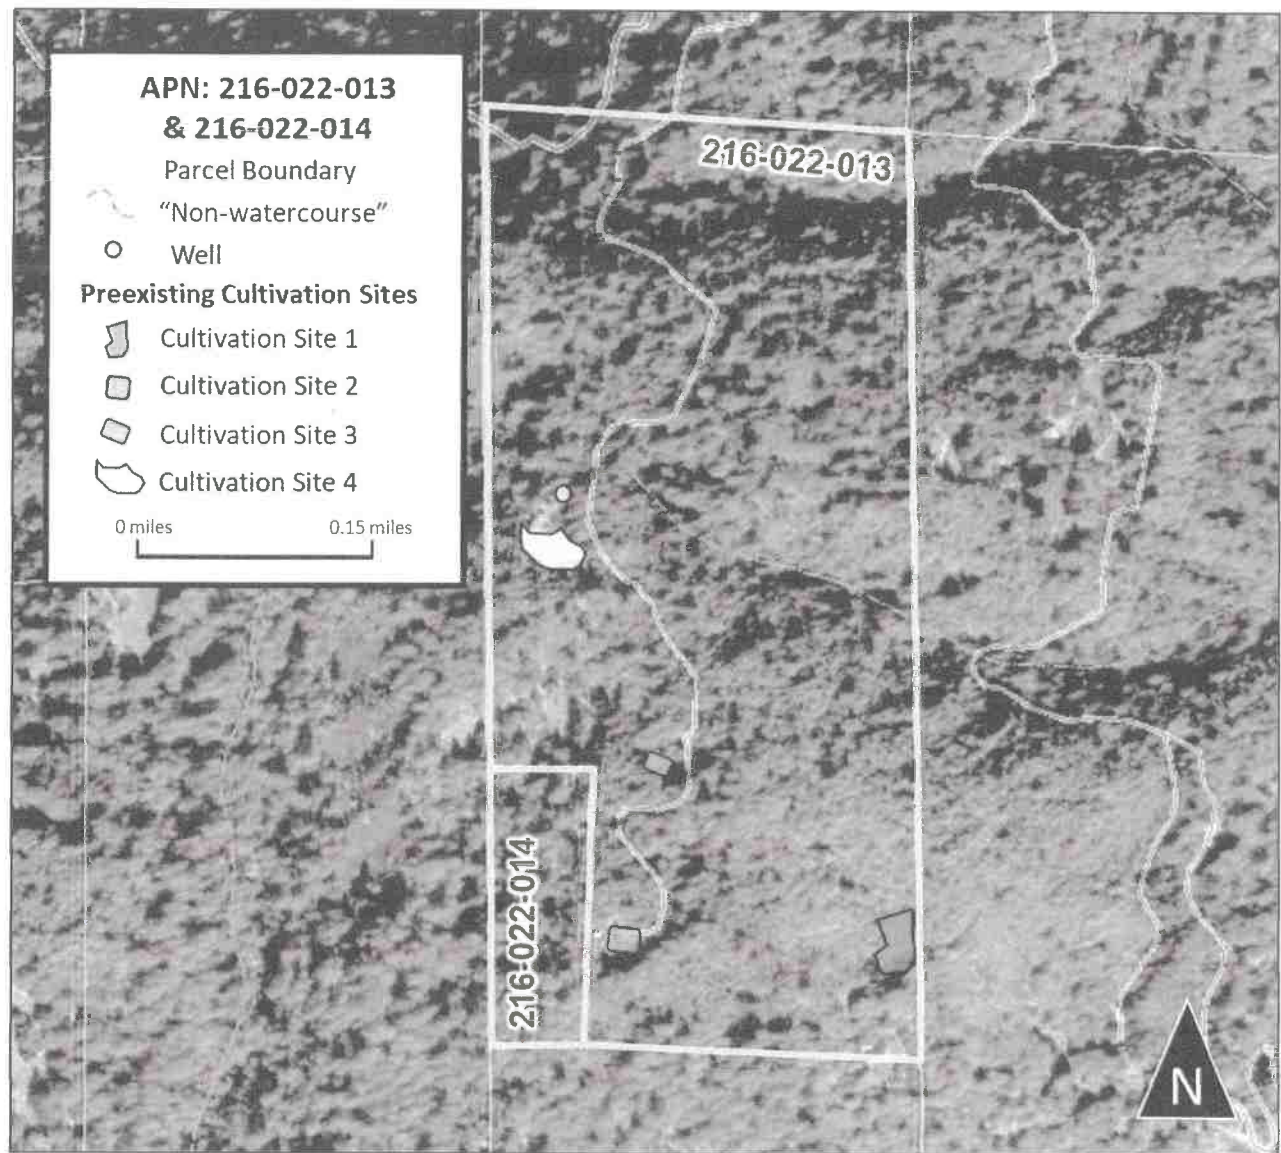 APN: 216-022-013
& 216-022-014
Parcel Boundary
“Non-watercourse”
Well
Preexisting Cultivation Sites
Cultivation Site 1
Cultivation Site 2
Cultivation Site 3
Cultivation Site 4
0 miles 0.15 miles
216-022-013
216-022-014
N